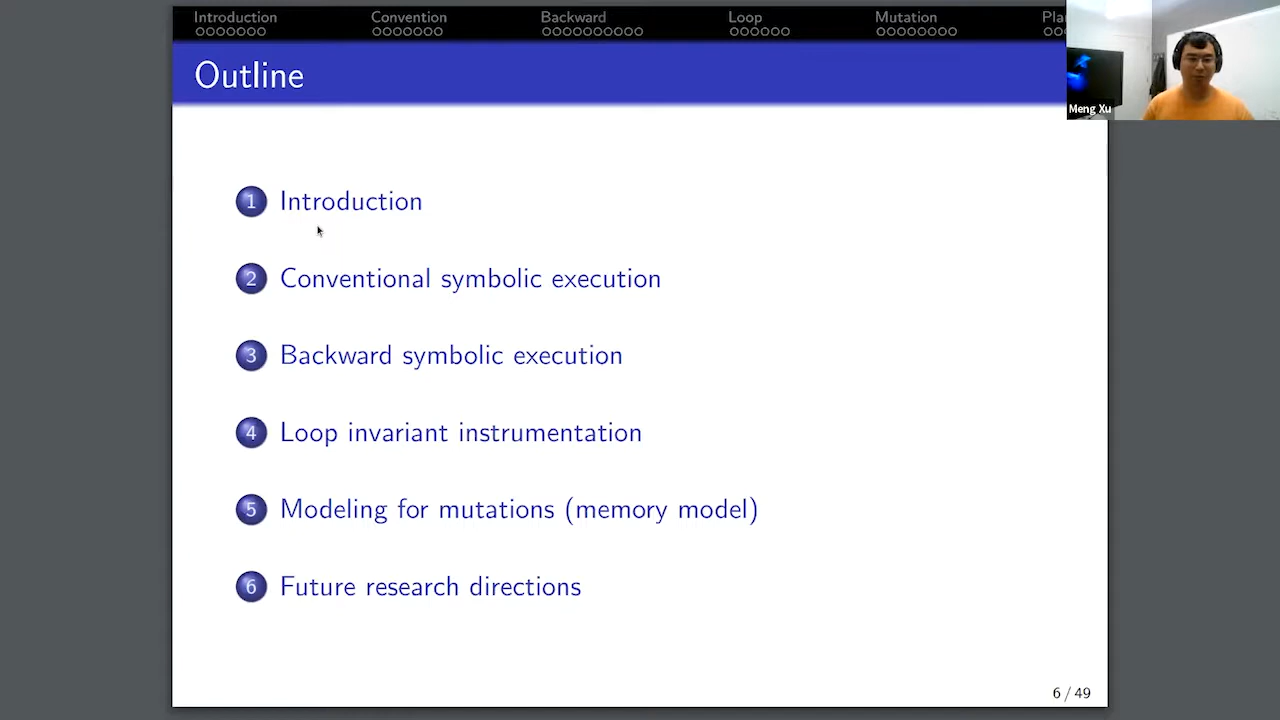 Introduction Convention Backward Loop Mutation
Outline
Meng Xu
1 Introduction
2 Conventional symbolic execution
3 Backward symbolic execution
4 Loop invariant instrumentation
5 Modeling for mutations (memory model)
6 Future research directions
6 / 49